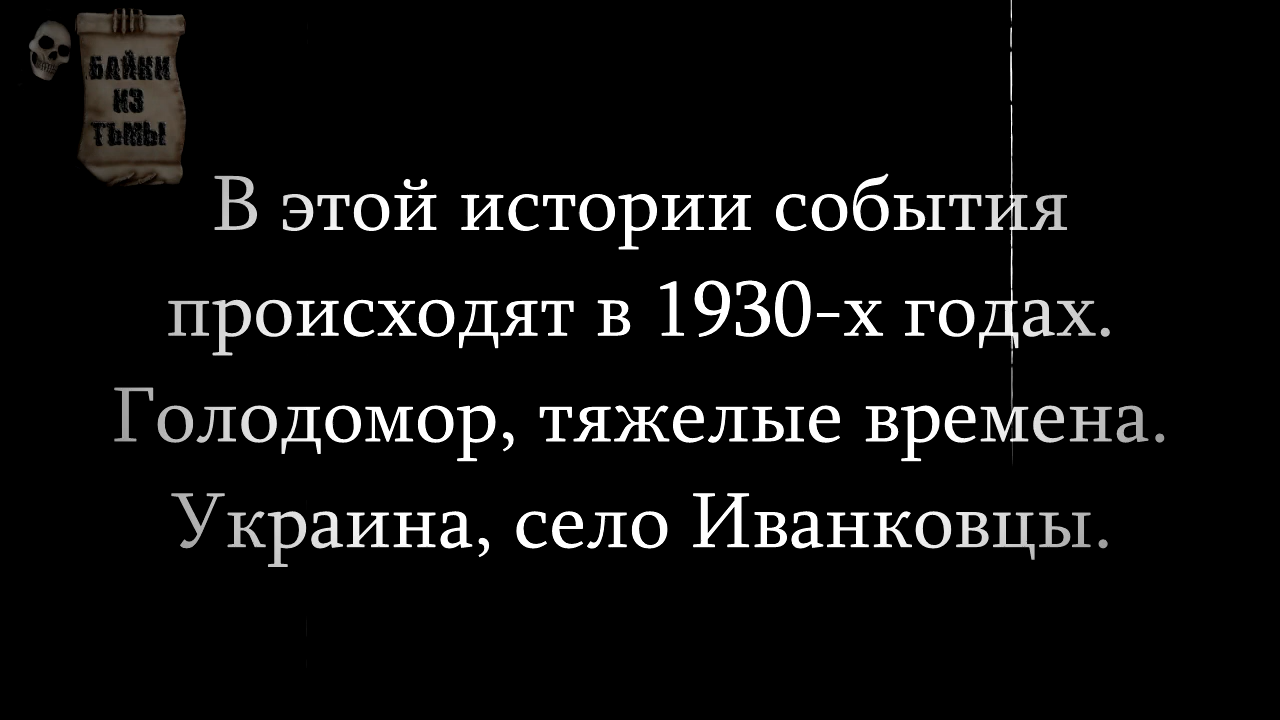 БАЙКИ
ИЗ
ТЬМЫ
В этой истории события
происходят в 1930-х годах.
Голодомор, тяжелые времена.
Украина, село Иванковцы.